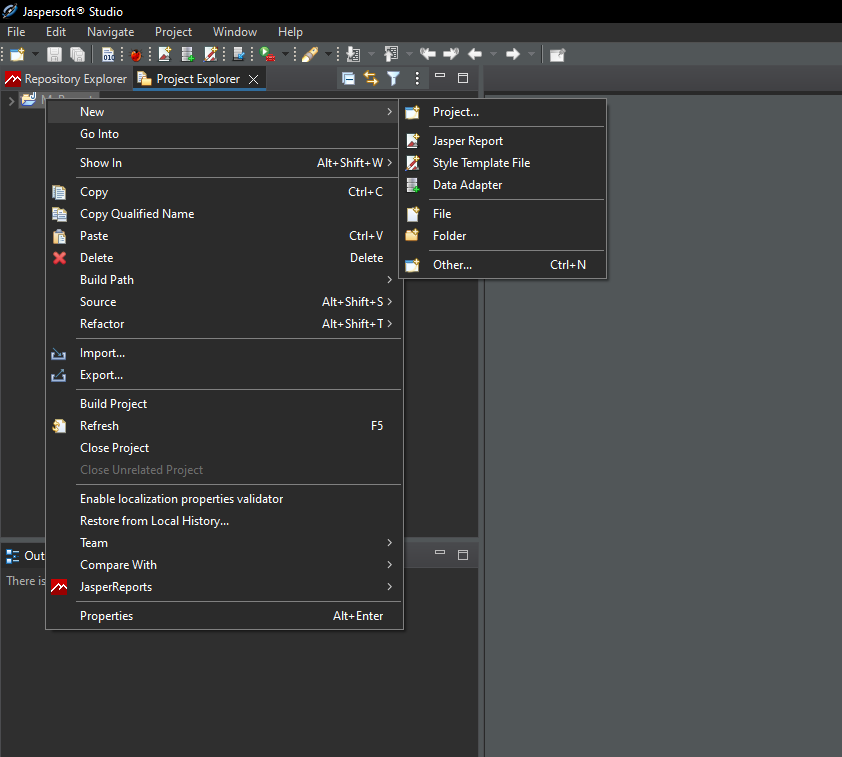 Jaspersoft® Studio
File Edit Navigate Project Window Help
Repository Explorer Project Explorer
New
Go Into
Show In Alt+Shift+W
Copy Ctrl+C
Copy Qualified Name
Paste Ctrl+V
Delete Delete
Build Path
Source Alt+Shift+S
Refactor Alt+Shift+T
Import...
Export...
Build Project
Refresh F5
Close Project
Close Unrelated Project
Enable localization properties validator
Restore from Local History...
Team
Compare With
JasperReports
Properties Alt+Enter
Project...
Jasper Report
Style Template File
Data Adapter
File
Folder
Other... Ctrl+N
Out
There is